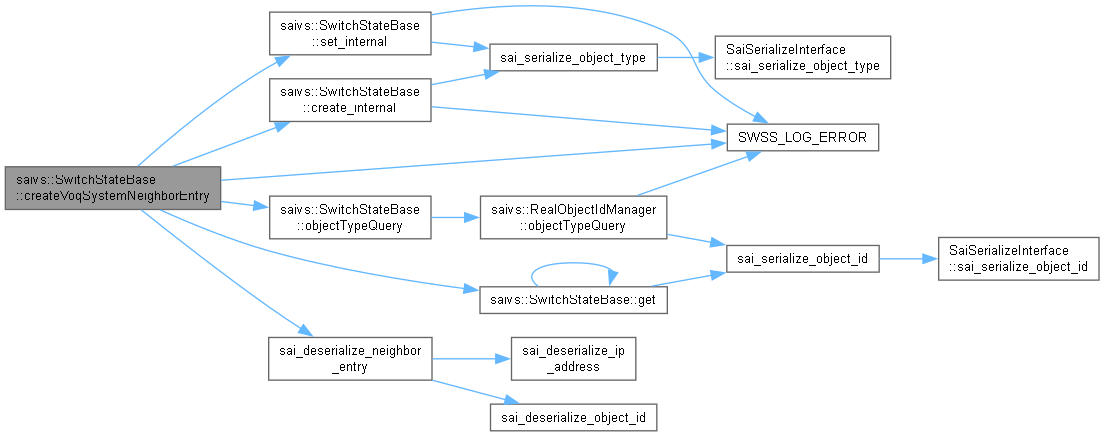 saivs::SwitchStateBase
::createVoqSystemNeighborEntry
saivs::SwitchStateBase
::set_internal
saivs::SwitchStateBase
::create_internal
saivs::SwitchStateBase
::objectTypeQuery
saivs::SwitchStateBase::get
sai_deserialize_neighbor
_entry
sai_serialize_object_type
SaiSerializeInterface
::sai_serialize_object_type
SWSS_LOG_ERROR
saivs::RealObjectIdManager
::objectTypeQuery
sai_serialize_object_id
SaiSerializeInterface
::sai_serialize_object_id
sai_deserialize_ip
_address
sai_deserialize_object_id